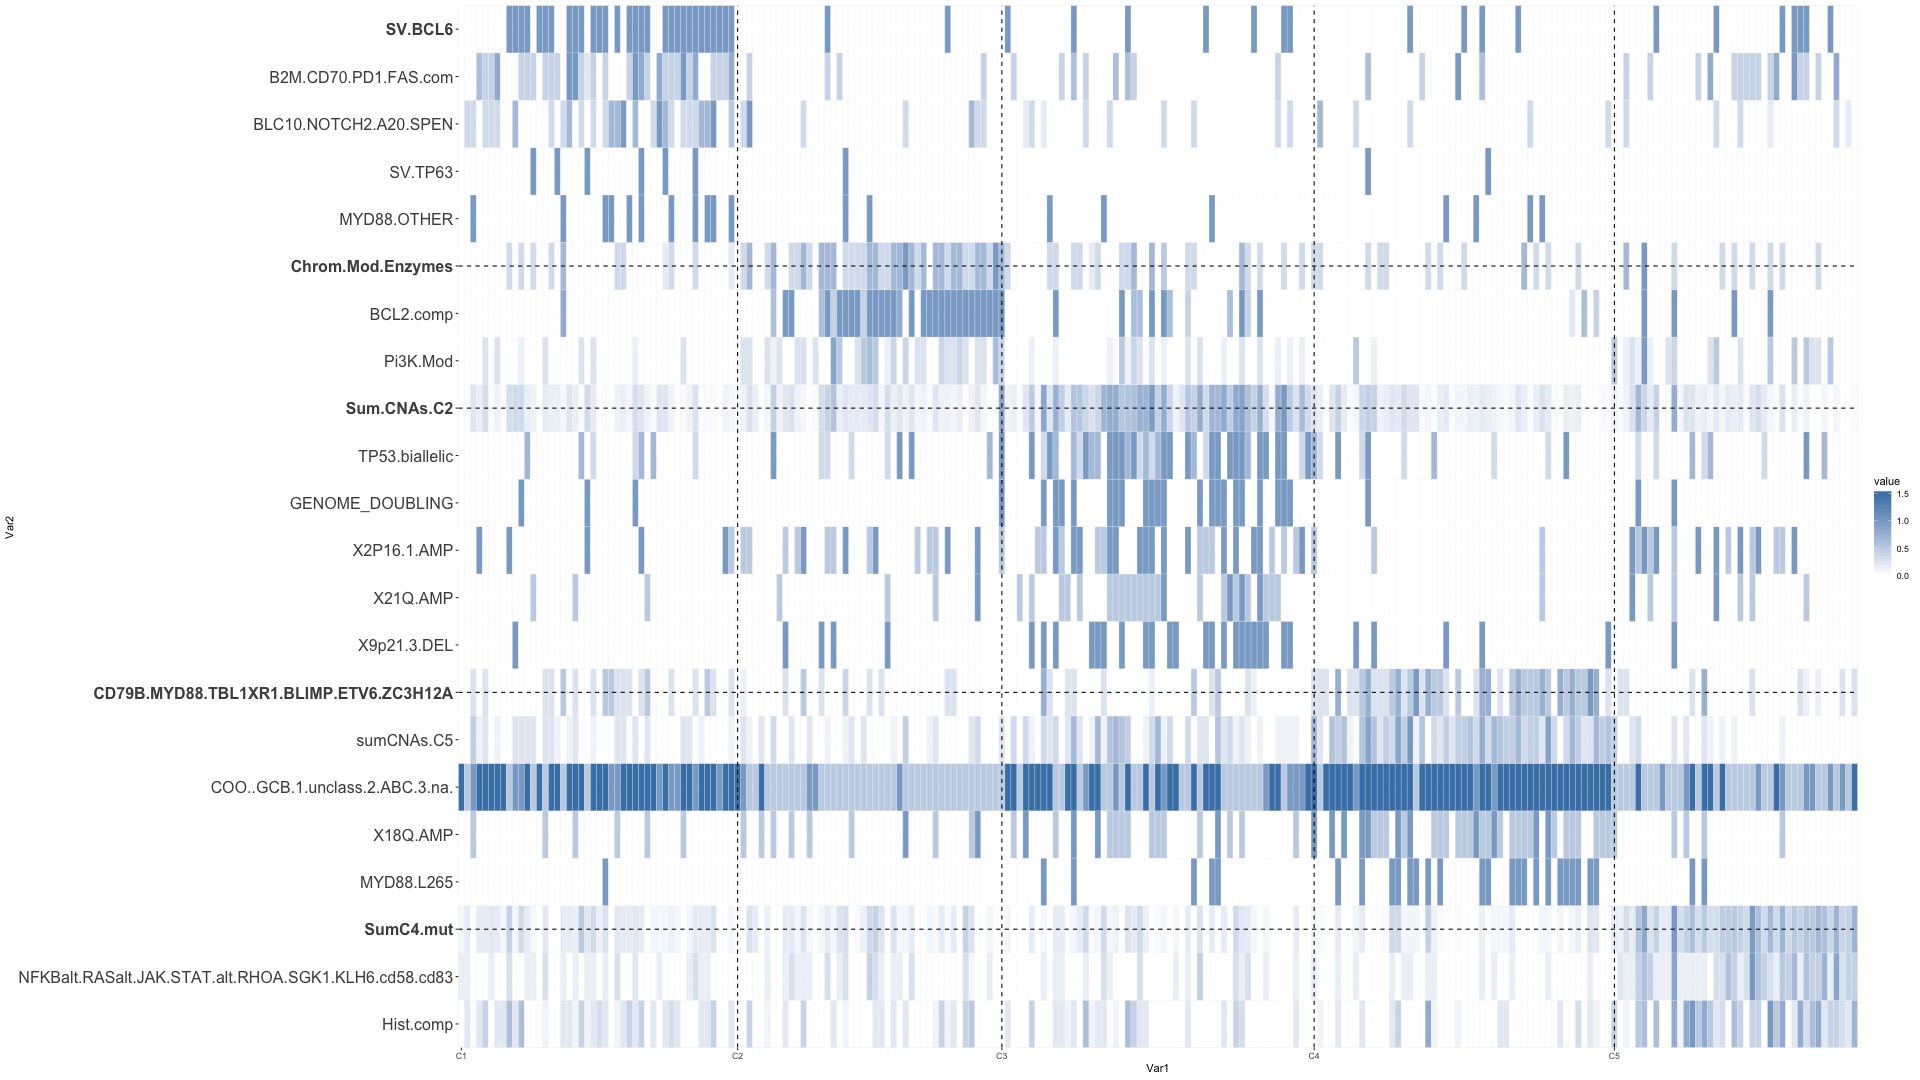 SV.BCL6
B2M.CD70.PD1.FAS.com
BLC10.NOTCH2.A20.SPEN
SV.TP63
MYD88.OTHER
Chrom.Mod.Enzymes
BCL2.comp
Pi3K.Mod
Sum.CNAs.C2
TP53.biallelic
GENOME_DOUBLING
X2P16.1.AMP
X21Q.AMP
X9p21.3.DEL
CD79B.MYD88.TBL1XR1.BLIMP.ETV6.ZC3H12A
sumCNAs.C5
COO..GCB.1.unclass.2.ABC.3.na.
X18Q.AMP
MYD88.L265
SumC4.mut
NFKBalt.RASalt.JAK.STAT.alt.RHOA.SGK1.KLH6.cd58.cd83
Hist.comp
Var2
C1 C2 C3 C4 C5
Var1
value
1.5
1.0
0.5
0.0